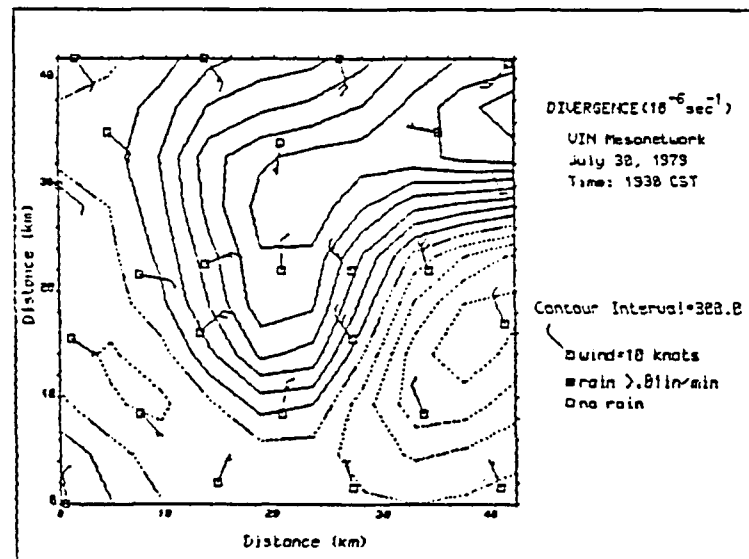 40
30
20
10
0
Distance (km)
0
10
20
30
40
Distance (km)
DIVERGENCE(10⁻⁶sec⁻¹)
VIN Mesonetwork
July 30, 1979
Time: 1930 CST
Contour Interval=300.0
wind=10 knots
rain >.01in/min
no rain